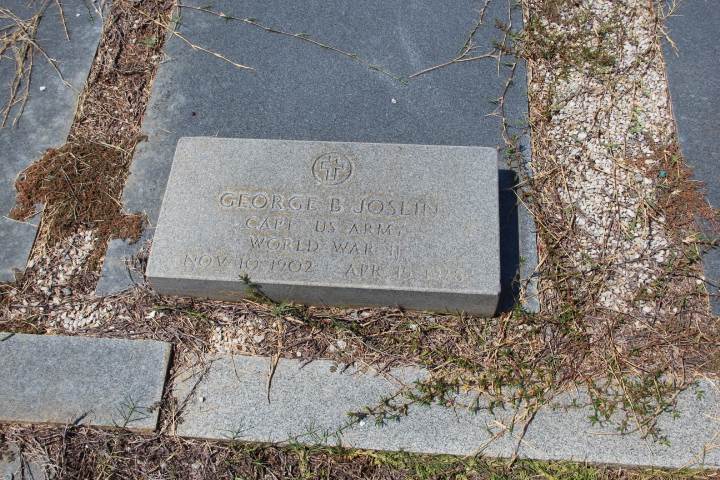 GEORGE B JOSLIN
CAPT US ARMY
WORLD WAR II
NOV 10 1902 APR